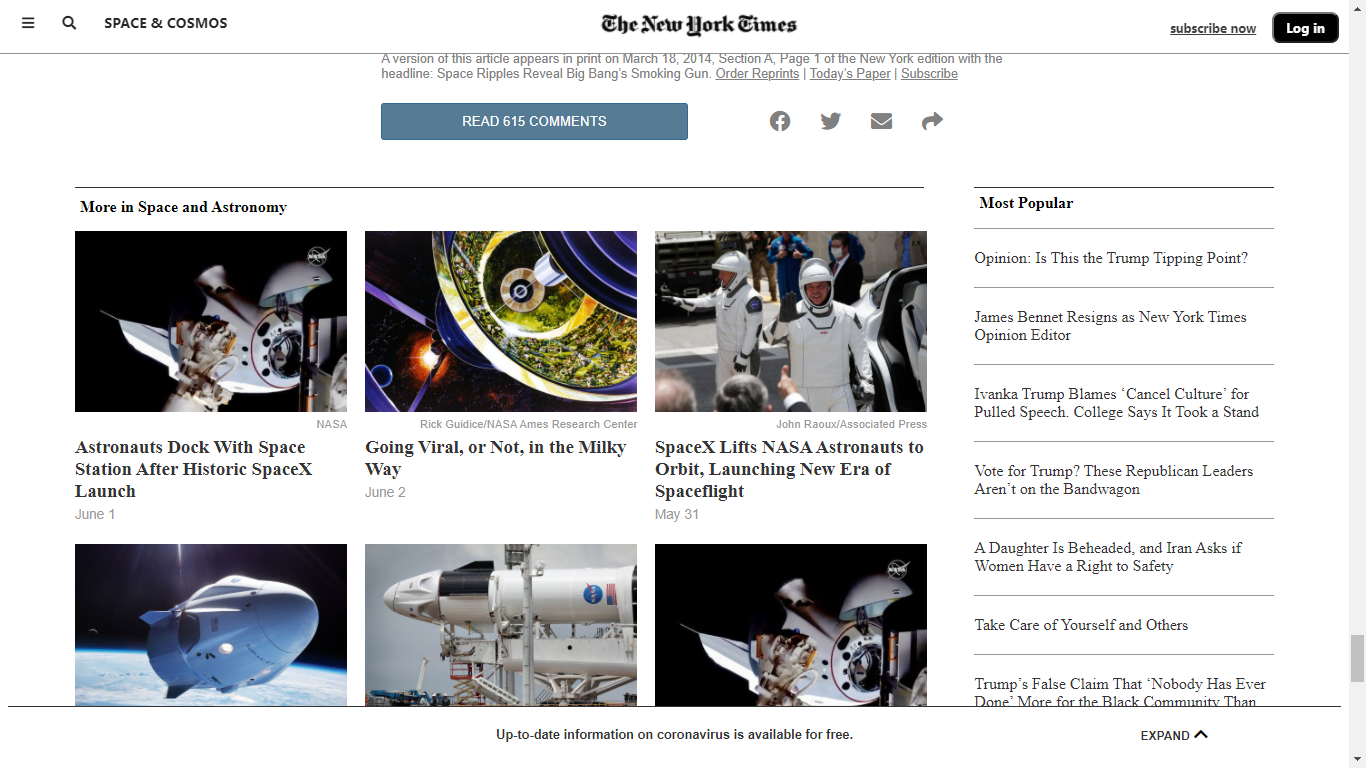 SPACE & COSMOS
The New York Times
subscribe now
Log in
A version of this article appears in print on March 18, 2014, Section A, Page 1 of the New York edition with the
headline: Space Ripples Reveal Big Bang's Smoking Gun. Order Reprints | Today's Paper | Subscribe
READ 615 COMMENTS
More in Space and Astronomy
NASA
NASA
Astronauts Dock With Space
Station After Historic SpaceX
Launch
June 1
Rick Guidice/NASA Ames Research Center
Going Viral, or Not, in the Milky
Way
June 2
John Raoux/Associated Press
SpaceX Lifts NASA Astronauts to
Orbit, Launching New Era of
Spaceflight
May 31
NASA
Most Popular
Opinion: Is This the Trump Tipping Point?
James Bennet Resigns as New York Times
Opinion Editor
Ivanka Trump Blames ‘Cancel Culture’ for
Pulled Speech. College Says It Took a Stand
Vote for Trump? These Republican Leaders
Aren’t on the Bandwagon
A Daughter Is Beheaded, and Iran Asks if
Women Have a Right to Safety
Take Care of Yourself and Others
Trump’s False Claim That ‘Nobody Has Ever
Done’ More for the Black Community Than
Up-to-date information on coronavirus is available for free.
EXPAND